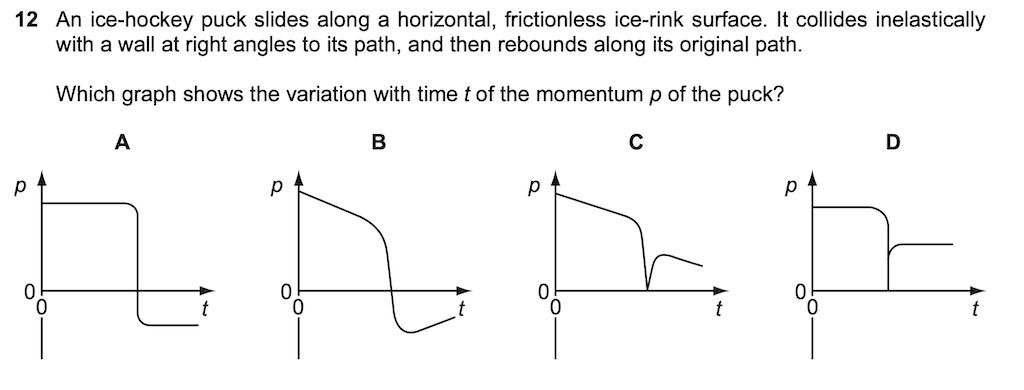 12 An ice-hockey puck slides along a horizontal, frictionless ice-rink surface. It collides inelastically
with a wall at right angles to its path, and then rebounds along its original path.
Which graph shows the variation with time t of the momentum p of the puck?
A B C D
p p p p
0 0 0 0
0 t 0 t 0 t 0 t